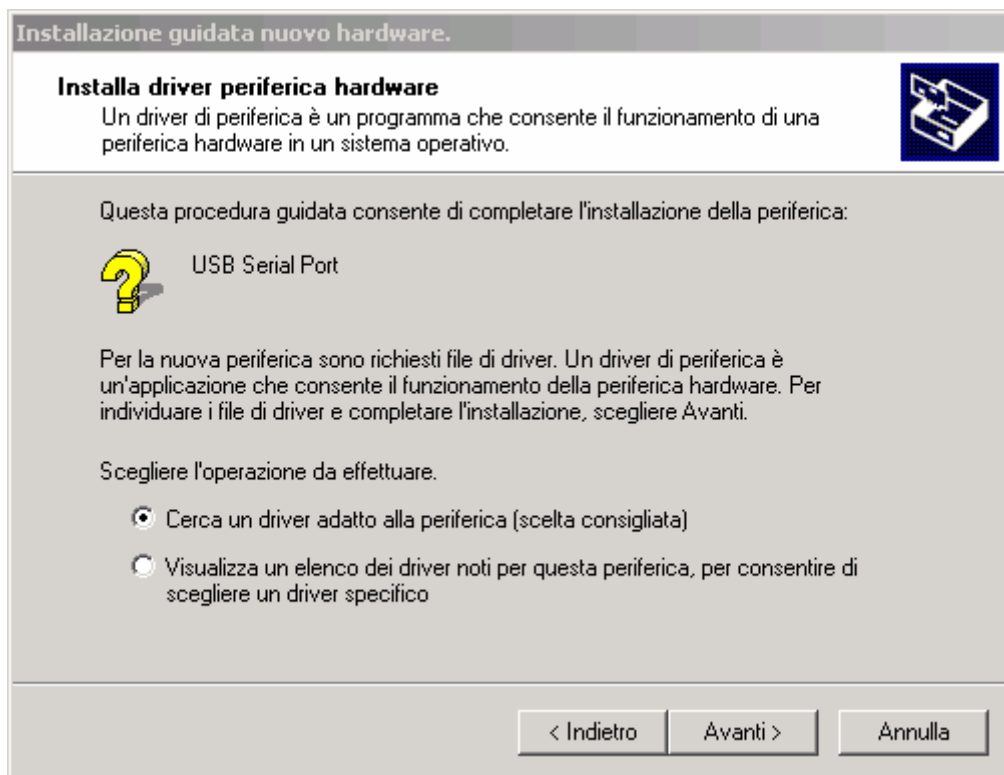 Installazione guidata nuovo hardware.
Installa driver periferica hardware
Un driver di periferica è un programma che consente il funzionamento di una
periferica hardware in un sistema operativo.
Questa procedura guidata consente di completare l'installazione della periferica:
USB Serial Port
Per la nuova periferica sono richiesti file di driver. Un driver di periferica è
un'applicazione che consente il funzionamento della periferica hardware. Per
individuare i file di driver e completare l'installazione, scegliere Avanti.
Scegliere l'operazione da effettuare.
Cerca un driver adatto alla periferica (scelta consigliata)
Visualizza un elenco dei driver noti per questa periferica, per consentire di
scegliere un driver specifico
< Indietro Avanti > Annulla